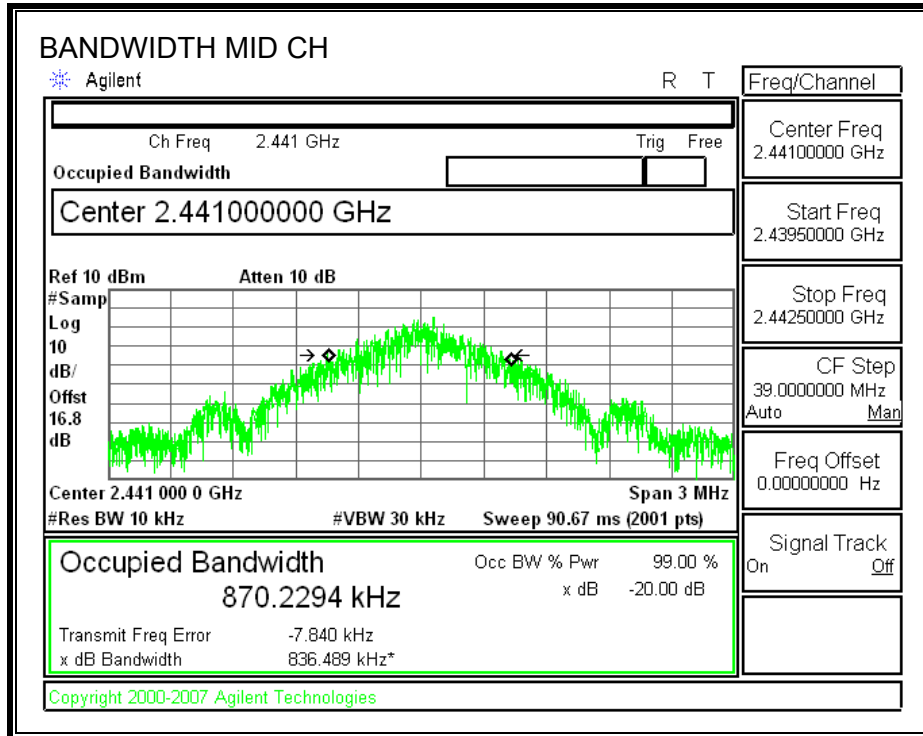 BANDWIDTH MID CH
Agilent R T
Ch Freq 2.441 GHz Trig Free
Occupied Bandwidth
Center 2.441000000 GHz
Ref 10 dBm Atten 10 dB
#Samp
Log
10
dB/
Offst
16.8
dB
Center 2.441 000 0 GHz Span 3 MHz
#Res BW 10 kHz #VBW 30 kHz Sweep 90.67 ms (2001 pts)
Occupied Bandwidth Occ BW % Pwr 99.00 %
870.2294 kHz x dB -20.00 dB
Transmit Freq Error -7.840 kHz
x dB Bandwidth 836.489 kHz*
Copyright 2000-2007 Agilent Technologies
Freq/Channel
Center Freq
2.44100000 GHz
Start Freq
2.43950000 GHz
Stop Freq
2.44250000 GHz
CF Step
39.0000000 MHz
Auto Man
Freq Offset
0.00000000 Hz
Signal Track
On Off